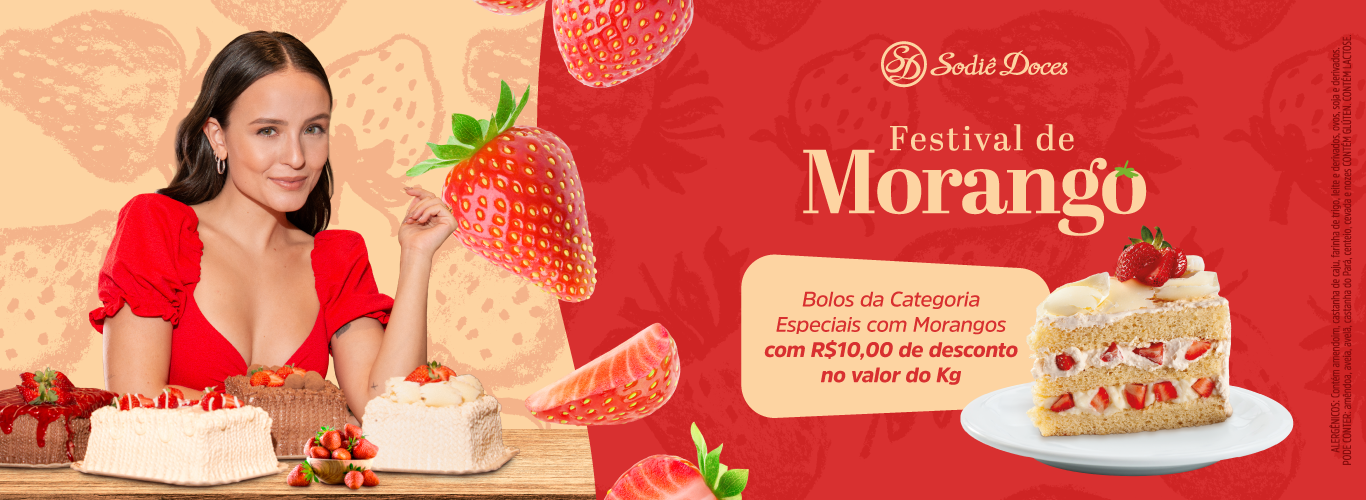 SD Sodiê Doces
Festival de
Morango
Bolos da Categoria
Especiais com Morangos
com R$10,00 de desconto
no valor do Kg
ALERGÊNICOS: Contém amendoim, castanha de caju, farinha de trigo, leite e derivados, ovos, soja e derivados.
PODE CONTER: amêndoa, aveia, avelã, castanha do Pará, centeio, cevada e nozes CONTÉM GLÚTEN. CONTÉM LACTOSE.